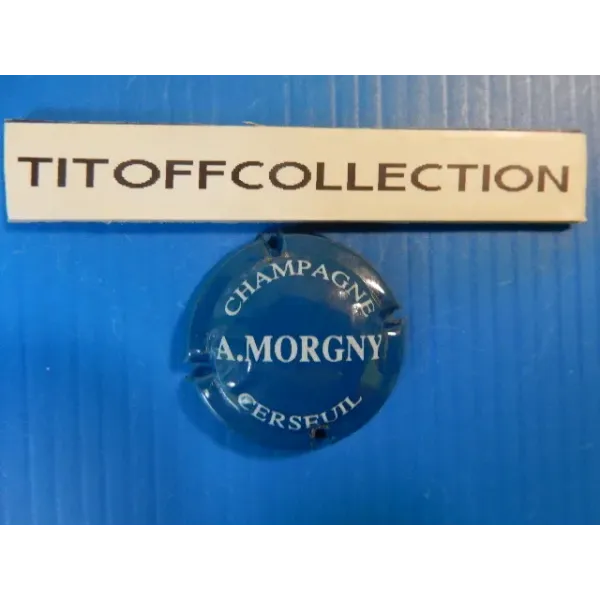 TITOFFCOLLECTION
CHAMPAGNE
A.MORGNY
CERSEUIL